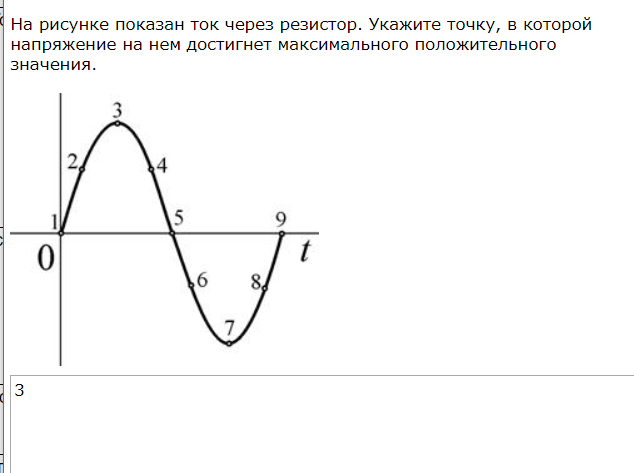 На рисунке показан ток через резистор. Укажите точку, в которой
напряжение на нем достигнет максимального положительного
значения.
3
2
4
1
5
9
0
t
6
8
7
3